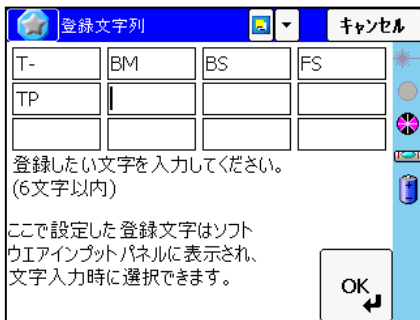 登録文字列 キャンセル
T- BM BS FS
TP
登録したい文字を入力してください。
(6文字以内)
ここで設定した登録文字はソフト
ウエアインプットパネルに表示され、
文字入力時に選択できます。
OK